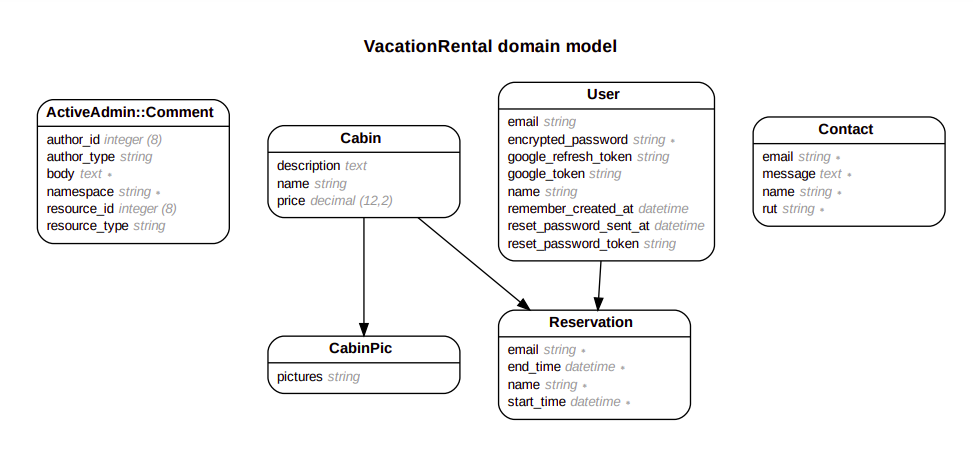 VacationRental domain model
ActiveAdmin::Comment
author_id integer (8)
author_type string
body text *
namespace string *
resource_id integer (8)
resource_type string
Cabin
description text
name string
price decimal (12,2)
User
email string
encrypted_password string *
google_refresh_token string
google_token string
name string
remember_created_at datetime
reset_password_sent_at datetime
reset_password_token string
Contact
email string *
message text *
name string *
rut string *
CabinPic
pictures string
Reservation
email string *
end_time datetime *
name string *
start_time datetime *